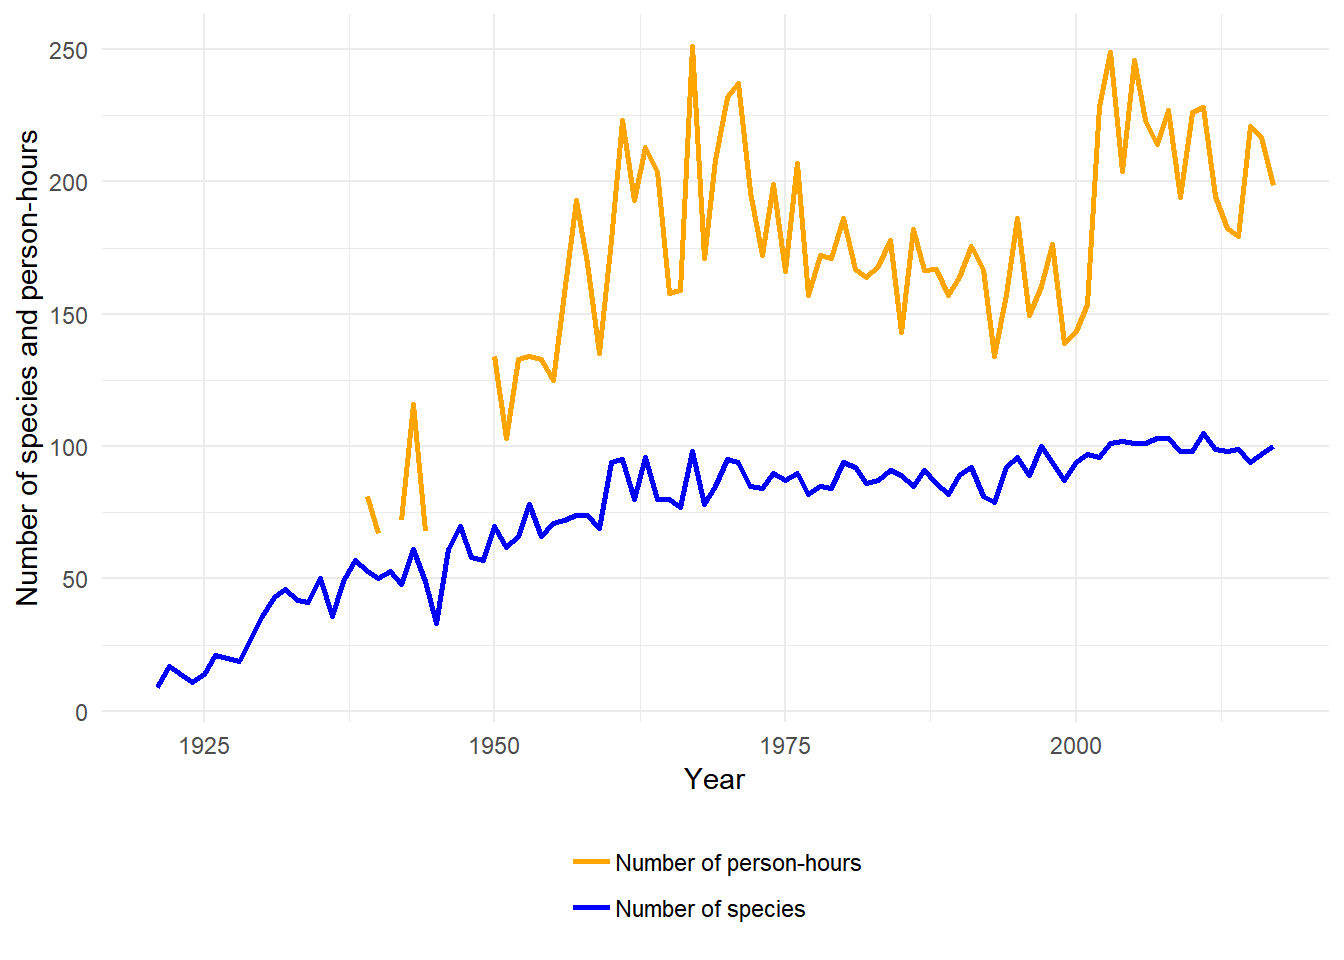 Number of species and person-hours
250
200
150
100
50
0
1925 1950 1975 2000
Year
Number of person-hours
Number of species